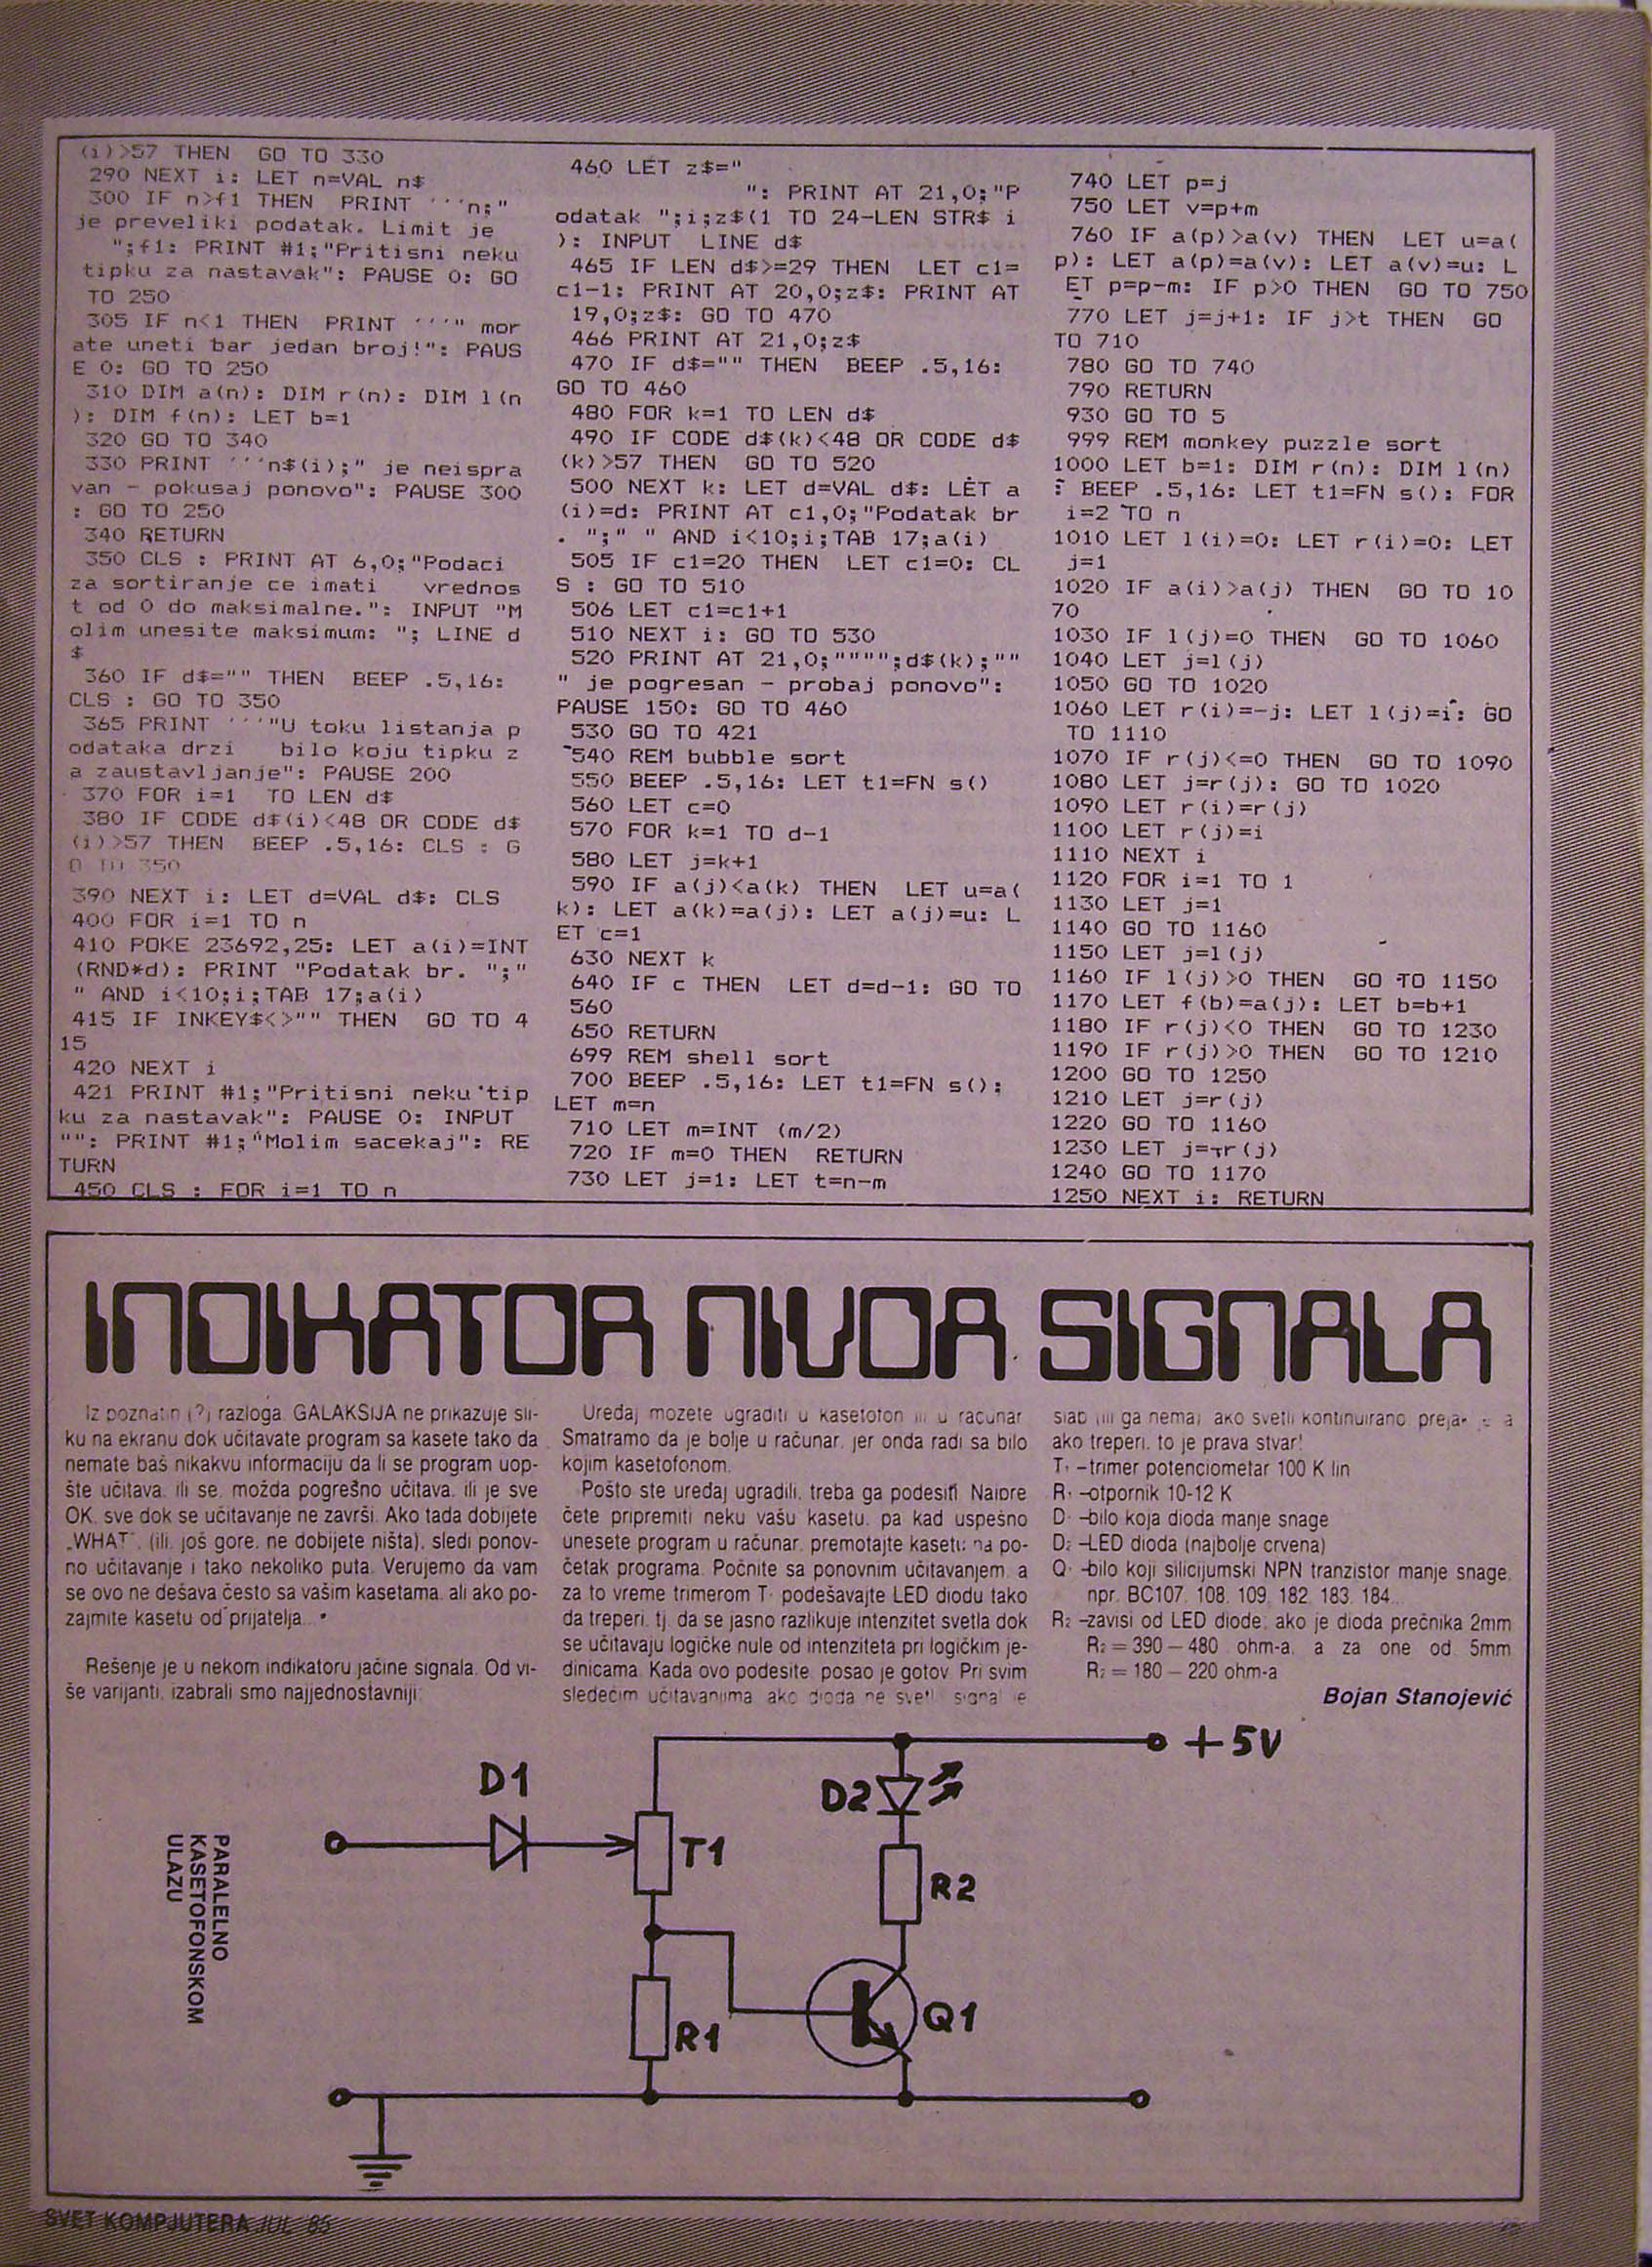 (i)>57 THEN  GO TO 330
290 NEXT i: LET n=VAL n$
300 IF n>f1 THEN  PRINT '''n;"
je preveliki podatak. Limit je
";f1: PRINT #1;"Pritisni neku
tipku za nastavak": PAUSE 0: GO
TO 250
305 IF n<1 THEN  PRINT '''" mor
ate uneti bar jedan broj!": PAUS
E 0: GO TO 250
310 DIM a(n): DIM r(n): DIM l(n
): DIM f(n): LET b=1
320 GO TO 340
330 PRINT '''n$(i);" je neispra
van - pokusaj ponovo": PAUSE 300
: GO TO 250
340 RETURN
350 CLS : PRINT AT 6,0;"Podaci
za sortiranje ce imati    vrednos
t od 0 do maksimalne.": INPUT "M
olim unesite maksimum: "; LINE d
$
360 IF d$="" THEN  BEEP .5,16:
CLS : GO TO 350
365 PRINT '''"U toku listanja p
odataka drzi   bilo koju tipku z
a zaustavljanje": PAUSE 200
370 FOR i=1  TO LEN d$
380 IF CODE d$(i)<48 OR CODE d$
(i)>57 THEN  BEEP .5,16: CLS : G
O TO 350
390 NEXT i: LET d=VAL d$: CLS
400 FOR i=1 TO n
410 POKE 23692,25: LET a(i)=INT
(RND*d): PRINT "Podatak br. ";"
" AND i<10;i;TAB 17;a(i)
415 IF INKEY$<>"" THEN  GO TO 4
15
420 NEXT i
421 PRINT #1;"Pritisni neku tip
ku za nastavak": PAUSE 0: INPUT
"": PRINT #1;"Molim sacekaj": RE
TURN
450 CLS : FOR i=1 TO n
460 LET z$="
": PRINT AT 21,0;"P
odatak ";i;z$(1 TO 24-LEN STR$ i
): INPUT  LINE d$
465 IF LEN d$>=29 THEN  LET c1=
c1-1: PRINT AT 20,0;z$: PRINT AT
19,0;z$: GO TO 470
466 PRINT AT 21,0;z$
470 IF d$="" THEN  BEEP .5,16:
GO TO 460
480 FOR k=1 TO LEN d$
490 IF CODE d$(k)<48 OR CODE d$
(k)>57 THEN  GO TO 520
500 NEXT k: LET d=VAL d$: LET a
(i)=d: PRINT AT c1,0;"Podatak br
. ";" " AND i<10;i;TAB 17;a(i)
505 IF c1=20 THEN  LET c1=0: CL
S : GO TO 510
506 LET c1=c1+1
510 NEXT i: GO TO 530
520 PRINT AT 21,0;"""";d$(k);""
" je pogresan - probaj ponovo":
PAUSE 150: GO TO 460
530 GO TO 421
540 REM bubble sort
550 BEEP .5,16: LET t1=FN s()
560 LET c=0
570 FOR k=1 TO d-1
580 LET j=k+1
590 IF a(j)<a(k) THEN  LET u=a(
k): LET a(k)=a(j): LET a(j)=u: L
ET c=1
630 NEXT k
640 IF c THEN  LET d=d-1: GO TO
560
650 RETURN
699 REM shell sort
700 BEEP .5,16: LET t1=FN s():
LET m=n
710 LET m=INT (m/2)
720 IF m=0 THEN  RETURN
730 LET j=1: LET t=n-m
740 LET p=j
750 LET v=p+m
760 IF a(p)>a(v) THEN  LET u=a(
p): LET a(p)=a(v): LET a(v)=u: L
ET p=p-m: IF p>0 THEN  GO TO 750
770 LET j=j+1: IF j>t THEN  GO
TO 710
780 GO TO 740
790 RETURN
930 GO TO 5
999 REM monkey puzzle sort
1000 LET b=1: DIM r(n): DIM l(n)
: BEEP .5,16: LET t1=FN s(): FOR
i=2 TO n
1010 LET l(i)=0: LET r(i)=0: LET
j=1
1020 IF a(i)>a(j) THEN  GO TO 10
70
1030 IF l(j)=0 THEN  GO TO 1060
1040 LET j=l(j)
1050 GO TO 1020
1060 LET r(i)=-j: LET l(j)=i: GO
TO 1110
1070 IF r(j)<=0 THEN  GO TO 1090
1080 LET j=r(j): GO TO 1020
1090 LET r(i)=r(j)
1100 LET r(j)=i
1110 NEXT i
1120 FOR i=1 TO 1
1130 LET j=1
1140 GO TO 1160
1150 LET j=l(j)
1160 IF l(j)>0 THEN  GO TO 1150
1170 LET f(b)=a(j): LET b=b+1
1180 IF r(j)<0 THEN  GO TO 1230
1190 IF r(j)>0 THEN  GO TO 1210
1200 GO TO 1250
1210 LET j=r(j)
1220 GO TO 1160
1230 LET j=-r(j)
1240 GO TO 1170
1250 NEXT i: RETURN
INDIKATOR NIVOA SIGNALA
Iz poznatih (?) razloga GALAKSIJA ne prikazuje sli-
ku na ekranu dok učitavate program sa kasete tako da
nemate baš nikakvu informaciju da li se program uop-
šte učitava, ili se, možda pogrešno učitava, ili je sve
OK, sve dok se učitavanje ne završi. Ako tada dobijete
„WHAT", (ili, još gore, ne dobijete ništa), sledi ponov-
no učitavanje i tako nekoliko puta. Verujemo da vam
se ovo ne dešava često sa vašim kasetama, ali ako po-
zajmite kasetu od prijatelja...
Rešenje je u nekom indikatoru jačine signala. Od vi-
še varijanti, izabrali smo najjednostavniji:
Uređaj možete ugraditi u kasetofon ili u računar
Smatramo da je bolje u računar, jer onda radi sa bilo
kojim kasetofonom.
Pošto ste uređaj ugradili, treba ga podesiti. Najpre
ćete pripremiti neku vašu kasetu, pa kad uspešno
unesete program u računar, premotajte kasetu na po-
četak programa. Počnite sa ponovnim učitavanjem, a
za to vreme trimerom T₁ podešavajte LED diodu tako
da treperi, tj. da se jasno razlikuje intenzitet svetla dok
se učitavaju logičke nule od intenziteta pri logičkim je-
dinicama. Kada ovo podesite, posao je gotov. Pri svim
sledećim učitavanjima, ako dioda ne svetli, signal je
slab (ili ga nema) ako svetli kontinuirano, prejak je, a
ako treperi, to je prava stvar!
T₁ –trimer potenciometar 100 K lin
R₁ –otpornik 10-12 K
D₁ –bilo koja dioda manje snage
D₂ –LED dioda (najbolje crvena)
Q₁ –bilo koji silicijumski NPN tranzistor manje snage,
npr. BC107, 108, 109, 182, 183, 184...
R₂ –zavisi od LED diode, ako je dioda prečnika 2mm
R₂ = 390 – 480 ohm-a, a za one od 5mm
R₂ = 180 – 220 ohm-a
Bojan Stanojević
+5V
D1
D2
T1
R2
PARALELNO
KASETOFONSKOM
ULAZU
Q1
R1
SVET KOMPJUTERA JUL '85